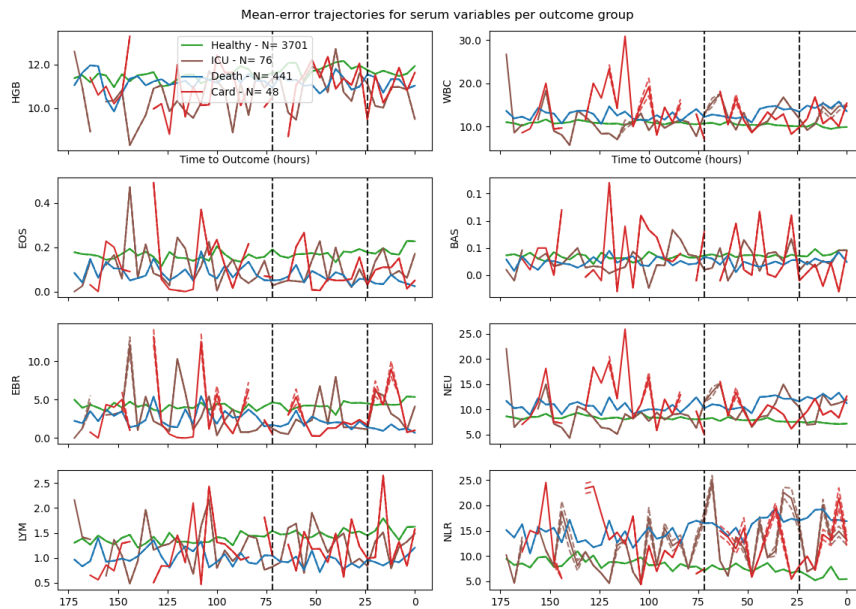 Mean-error trajectories for serum variables per outcome group
HGB
12.0
10.0
Healthy - N= 3701
ICU - N= 76
Death - N= 441
Card - N= 48
Time to Outcome (hours)
WBC
30.0
20.0
10.0
Time to Outcome (hours)
EOS
0.4
0.2
0.0
BAS
0.1
0.1
0.1
0.0
0.0
EBR
10.0
5.0
0.0
NEU
25.0
20.0
15.0
10.0
5.0
LYM
2.5
2.0
1.5
1.0
0.5
175 150 125 100 75 50 25 0
NLR
25.0
20.0
15.0
10.0
5.0
175 150 125 100 75 50 25 0